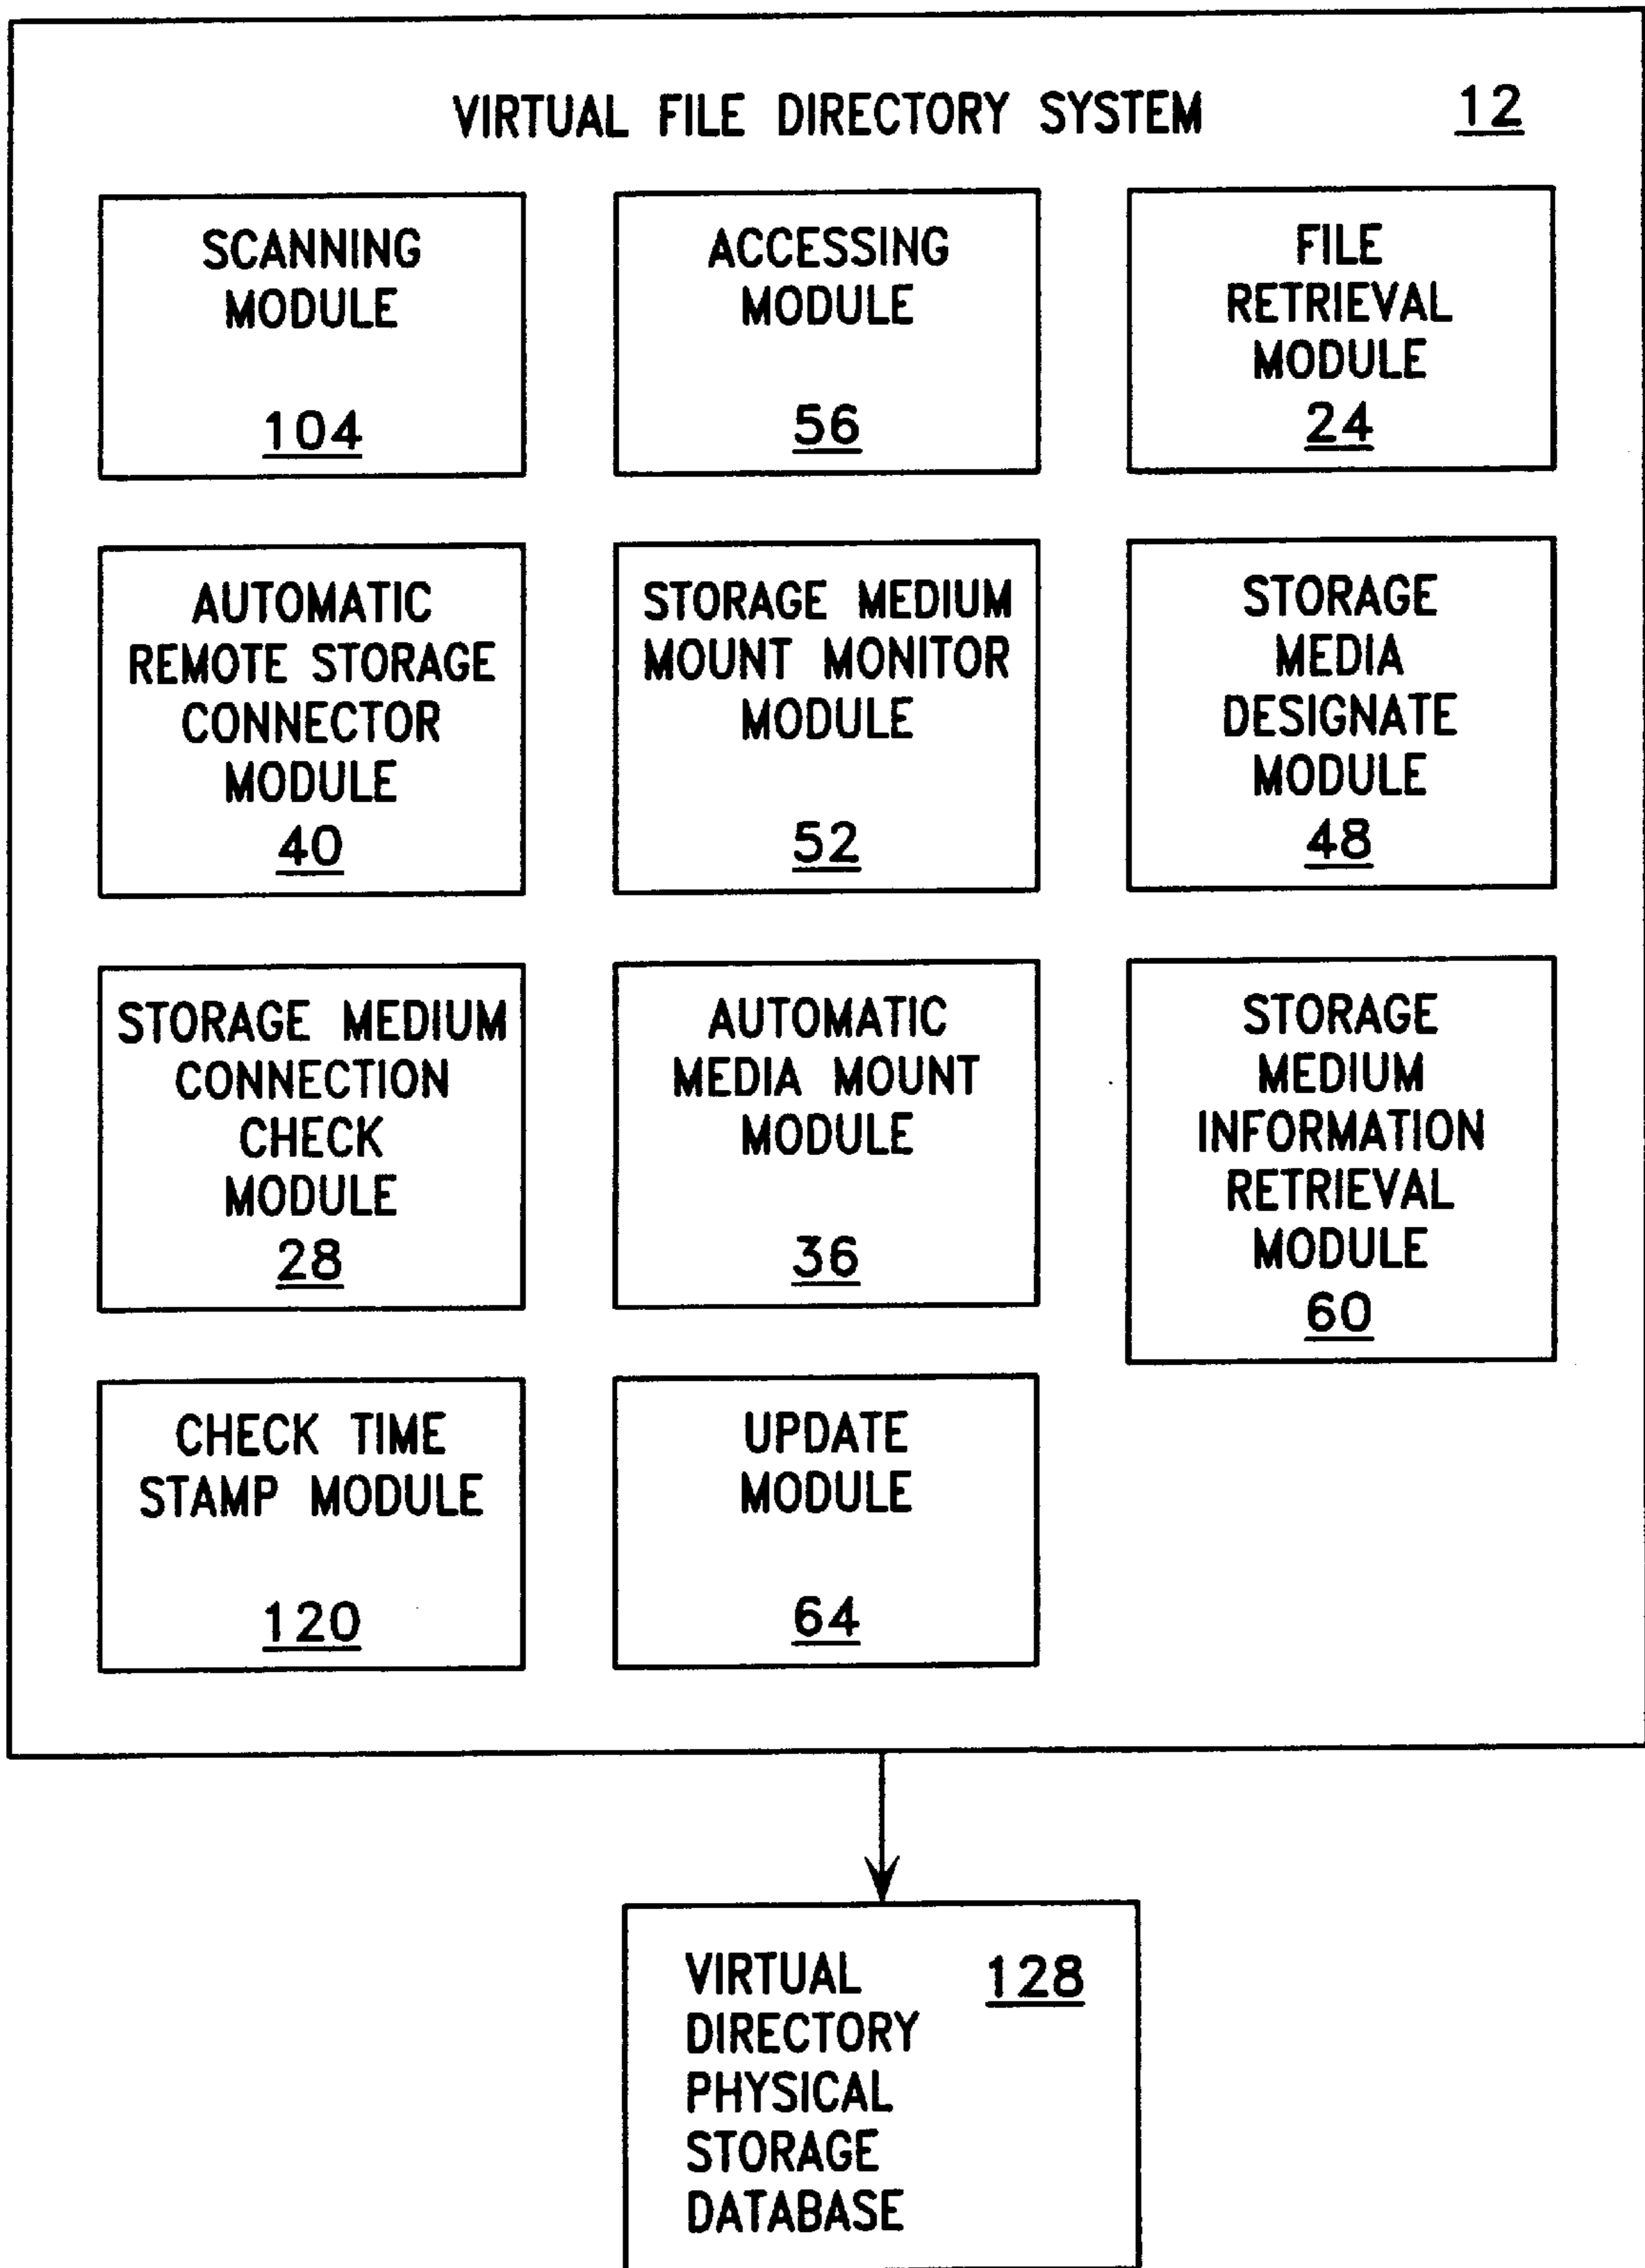 VIRTUAL FILE DIRECTORY SYSTEM 12
SCANNING
MODULE
104
ACCESSING
MODULE
56
FILE
RETRIEVAL
MODULE
24
AUTOMATIC
REMOTE STORAGE
CONNECTOR
MODULE
40
STORAGE MEDIUM
MOUNT MONITOR
MODULE
52
STORAGE
MEDIA
DESIGNATE
MODULE
48
STORAGE MEDIUM
CONNECTION
CHECK
MODULE
28
AUTOMATIC
MEDIA MOUNT
MODULE
36
STORAGE
MEDIUM
INFORMATION
RETRIEVAL
MODULE
60
CHECK TIME
STAMP MODULE
120
UPDATE
MODULE
64
VIRTUAL 128
DIRECTORY
PHYSICAL
STORAGE
DATABASE